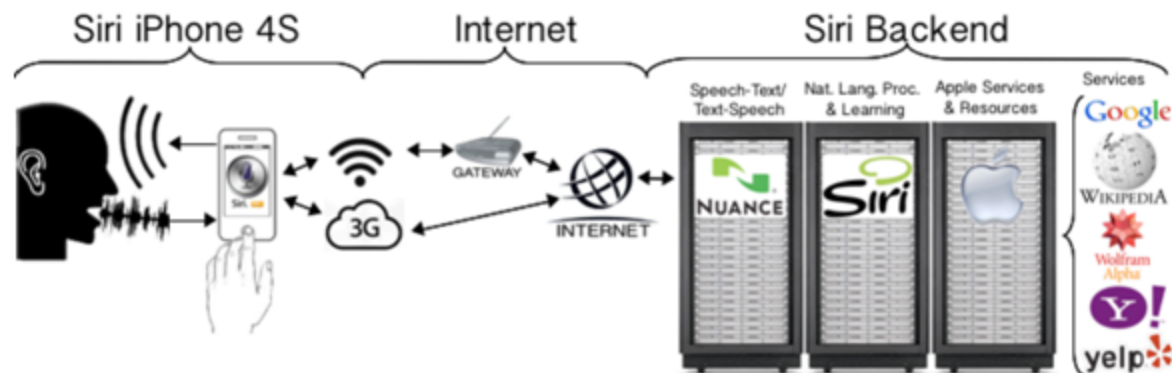 Siri iPhone 4S
Internet
Siri Backend
Speech-Text/
Text-Speech
Nat. Lang. Proc.
& Learning
Apple Services
& Resources
Services
Siri
3G
GATEWAY
INTERNET
NUANCE
Siri
Google
WIKIPEDIA
Wolfram
Alpha
Y!
yelp